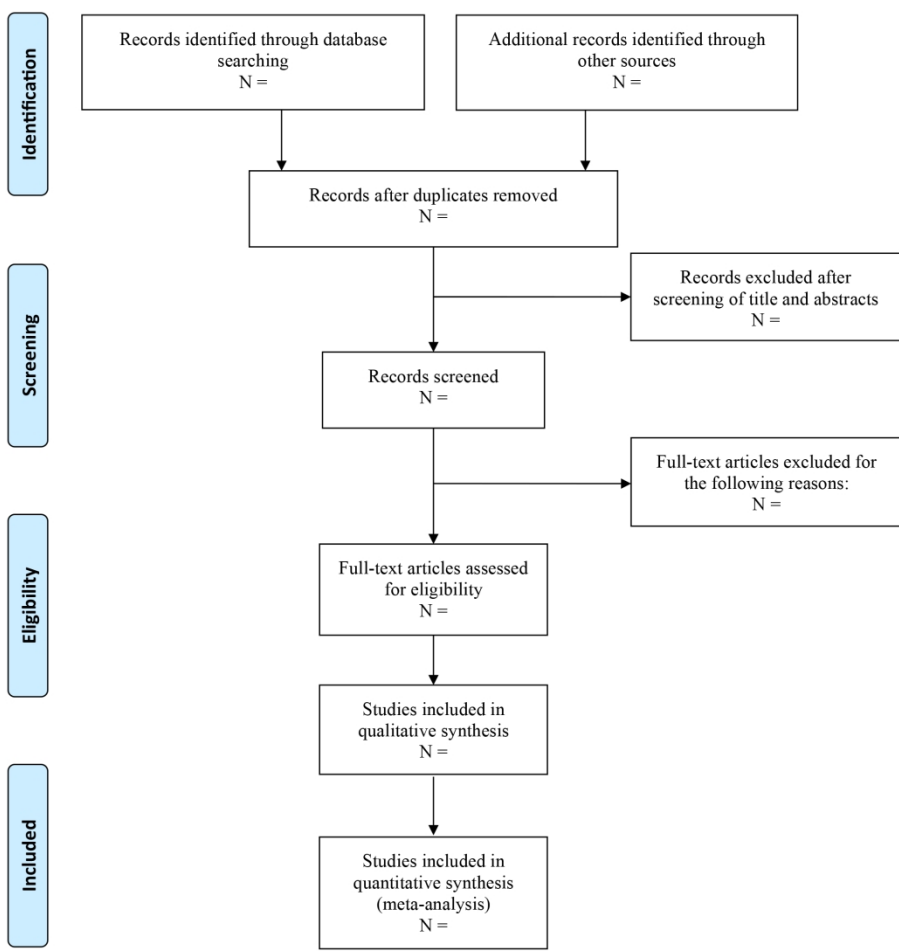 Identification
Records identified through database
searching
N =
Additional records identified through
other sources
N =
Records after duplicates removed
N =
Screening
Records excluded after
screening of title and abstracts
N =
Records screened
N =
Full-text articles excluded for
the following reasons:
N =
Eligibility
Full-text articles assessed
for eligibility
N =
Studies included in
qualitative synthesis
N =
Included
Studies included in
quantitative synthesis
(meta-analysis)
N =